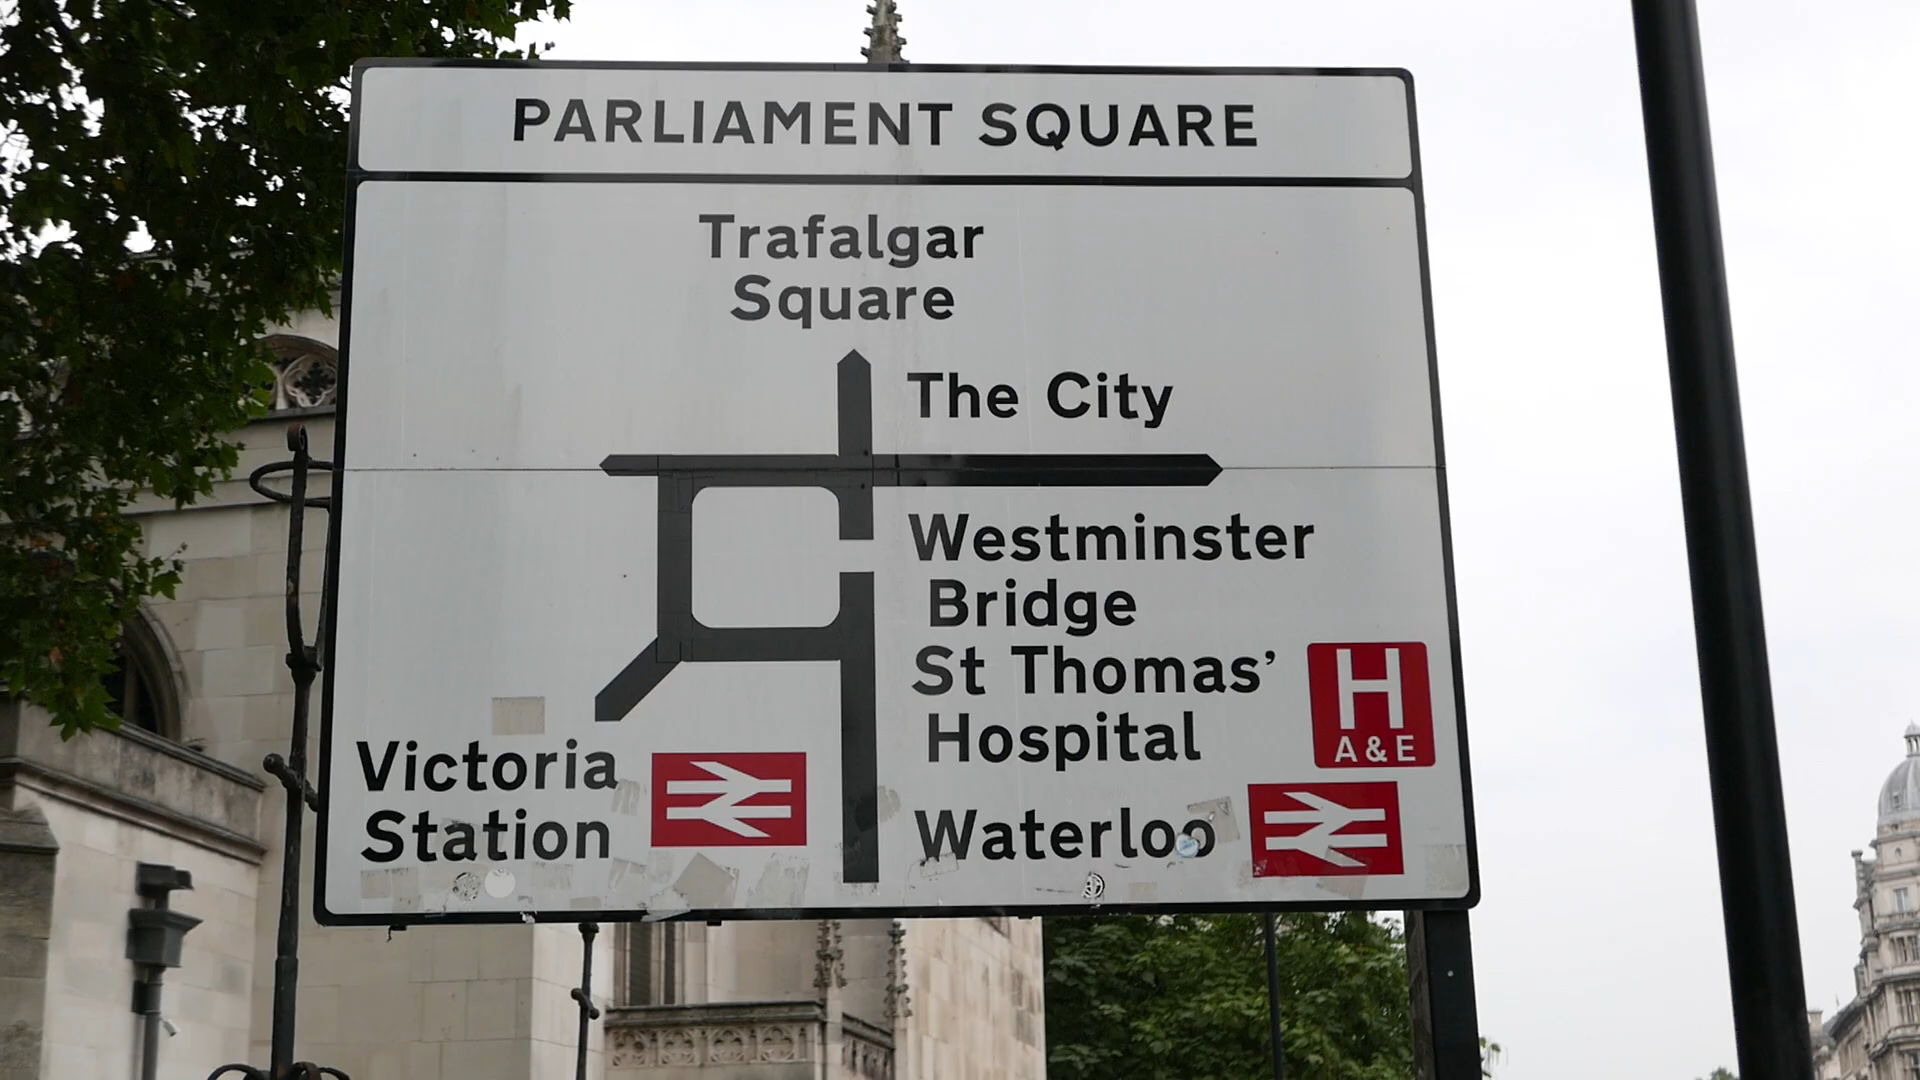 PARLIAMENT SQUARE
Trafalgar
Square
The City
Westminster
Bridge
St Thomas’
Hospital
H
A & E
Waterloo
Victoria
Station